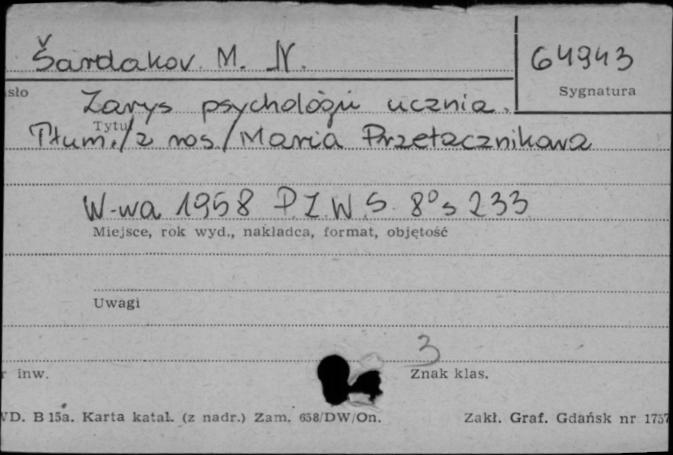 Šardakov M. N. 64943
sło Sygnatura
Zarys psychologii ucznia.
Tytuł
Tłum. /z ros./ Maria Przetacznikowa
W-wa 1958 P.Z.W.S. 8° s 233
Miejsce, rok wyd., nakładca, format, objętość
Uwagi
3
r inw. Znak klas.
WD. B 15a. Karta katal. (z nadr.) Zam. 658/DW/On. Zakł. Graf. Gdańsk nr 1757